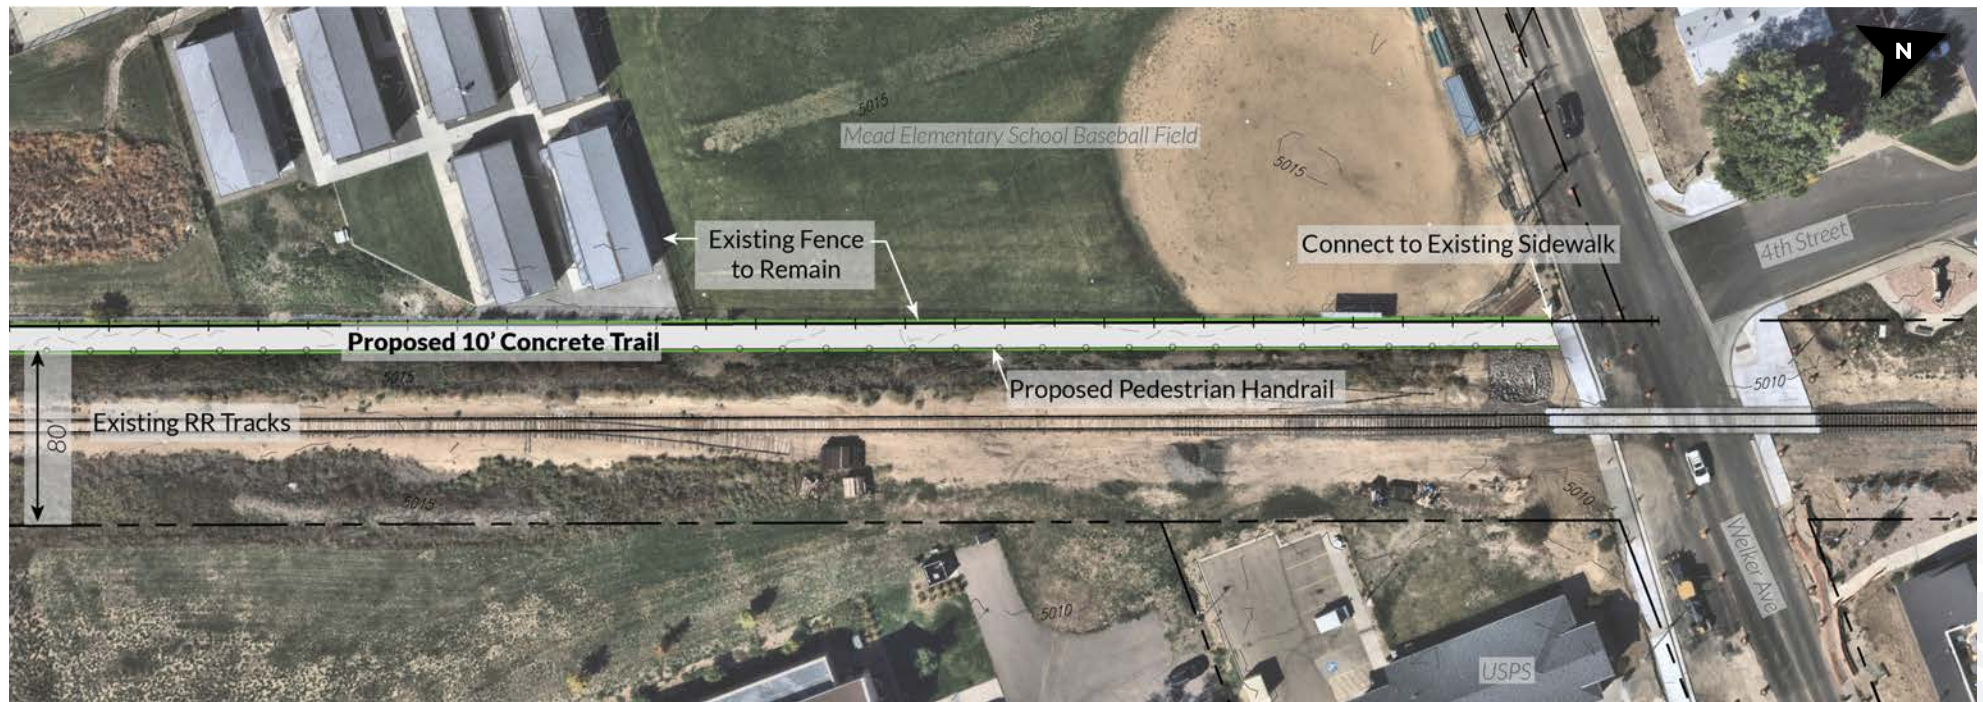 N
5015
Mead Elementary School Baseball Field
5015
Existing Fence
to Remain
Connect to Existing Sidewalk
4th Street
Proposed 10’ Concrete Trail
5015
Proposed Pedestrian Handrail
5010
80'
Existing RR Tracks
5015
5010
Welker Ave
5010
USPS